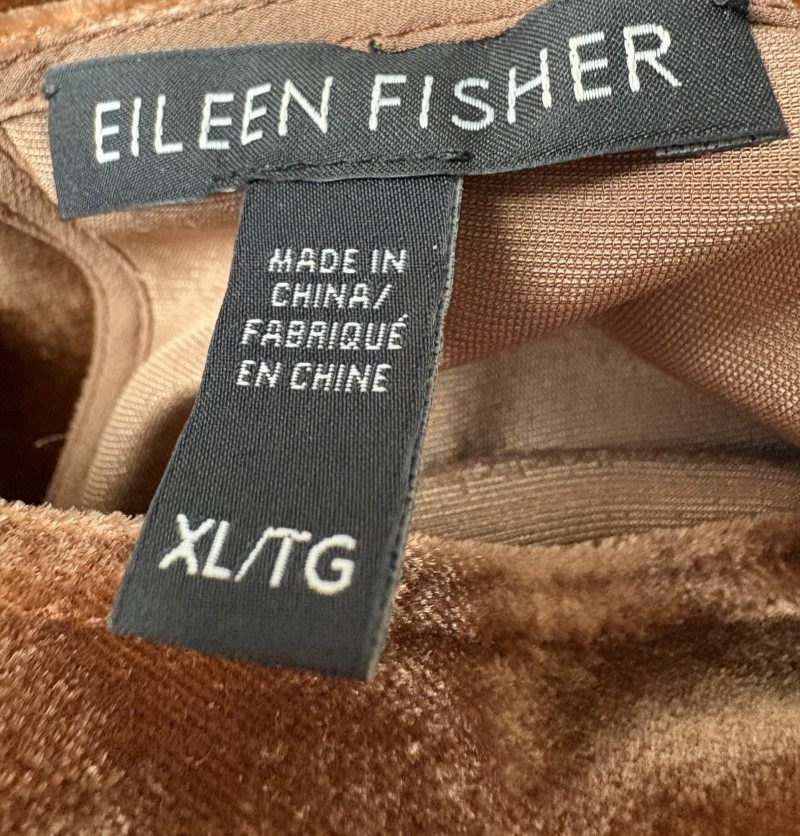 EILEEN FISHER
MADE IN
CHINA/
FABRIQUÉ
EN CHINE
XL/TG